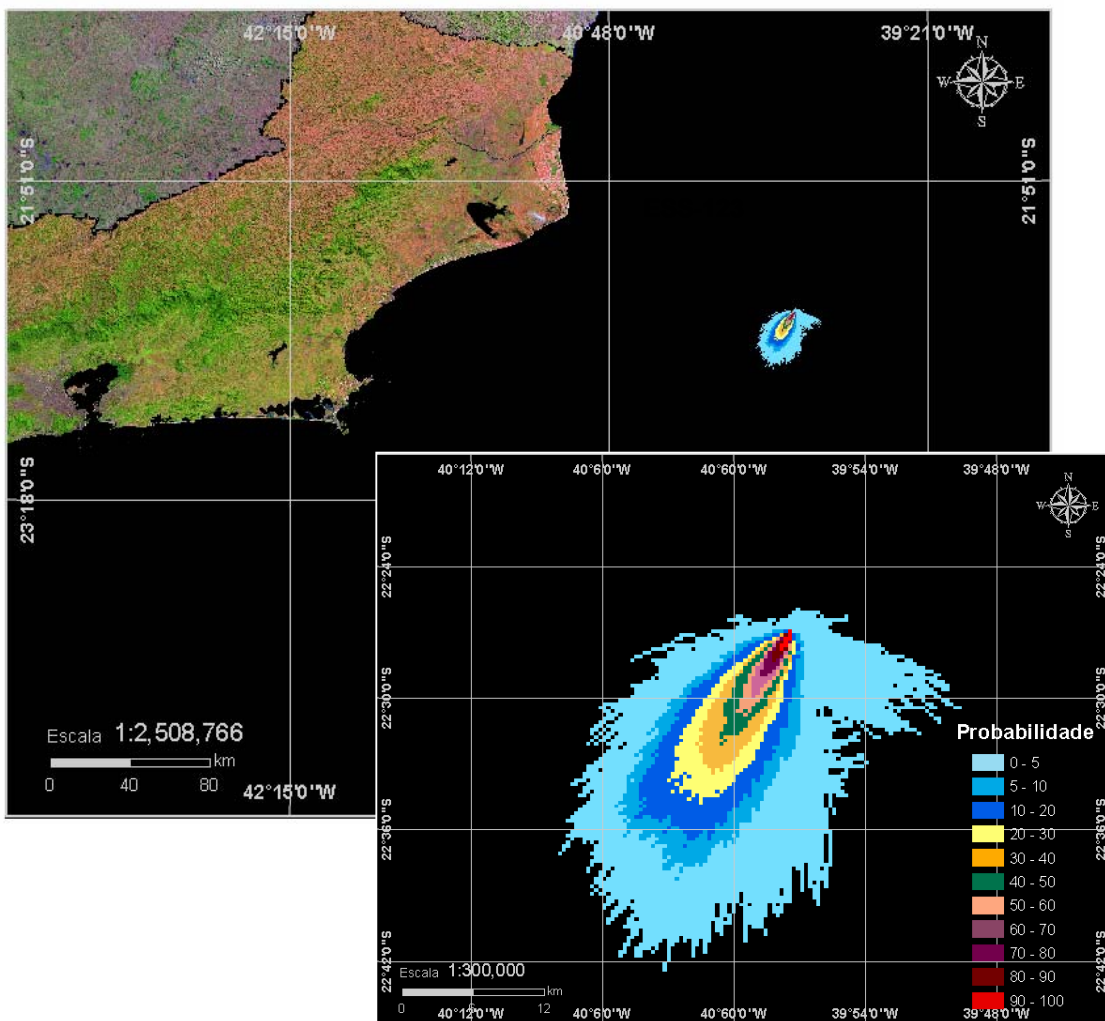 42°15'0"W 40°48'0"W 39°21'0"W
N
W E
S
21°51'0"S 21°51'0"S
23°18'0"S
Escala 1:2,508,766
km
0 40 80
42°15'0"W
40°12'0"W 40°6'0"W 40°60'0"W 39°54'0"W 39°48'0"W
N
W E
S
22°24'0"S 22°24'0"S
22°30'0"S 22°30'0"S
22°36'0"S 22°36'0"S
22°42'0"S 22°42'0"S
Probabilidade
0 - 5
5 - 10
10 - 20
20 - 30
30 - 40
40 - 50
50 - 60
60 - 70
70 - 80
80 - 90
90 - 100
Escala 1:300,000
km
0 6 12
40°12'0"W 40°6'0"W 40°60'0"W 39°54'0"W 39°48'0"W